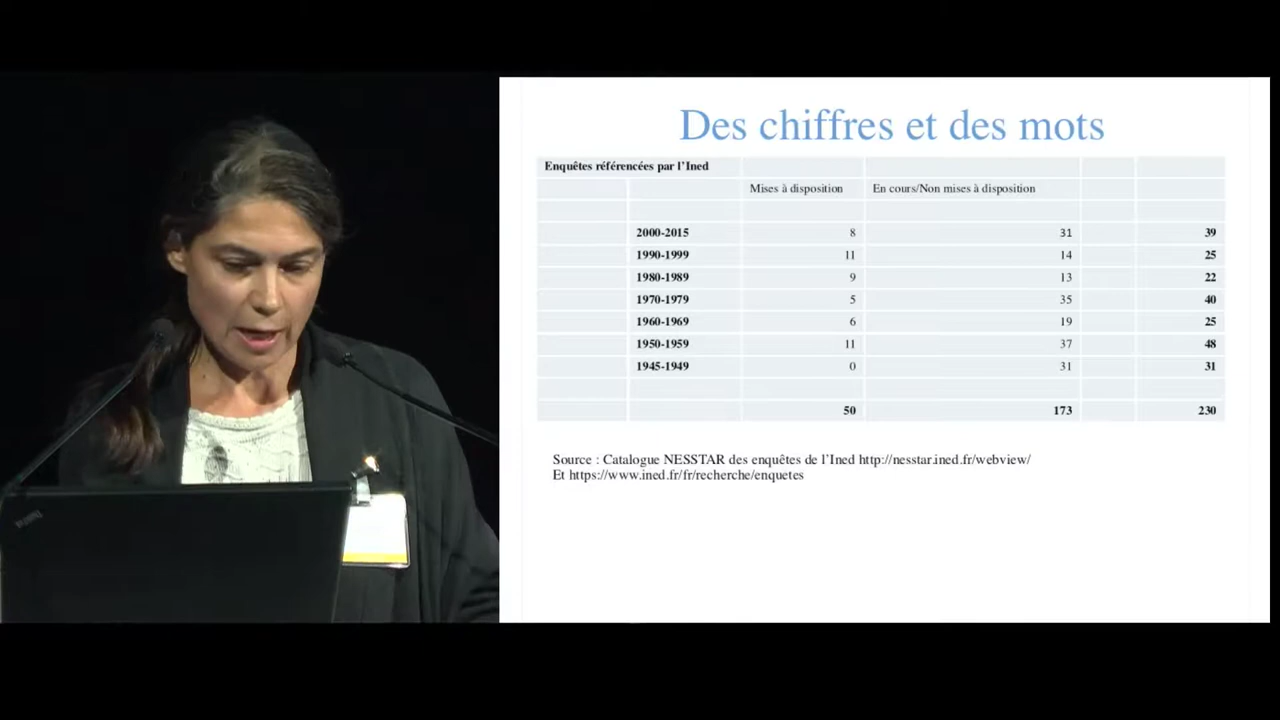 Des chiffres et des mots
Enquêtes référencées par l'Ined
Mises à disposition En cours/Non mises à disposition
2000-2015 8 31 39
1990-1999 11 14 25
1980-1989 9 13 22
1970-1979 5 35 40
1960-1969 6 19 25
1950-1959 11 37 48
1945-1949 0 31 31
50 173 230
Source : Catalogue NESSTAR des enquêtes de l'Ined http://nesstar.ined.fr/webview/
Et https://www.ined.fr/fr/recherche/enquetes
ThinkPad